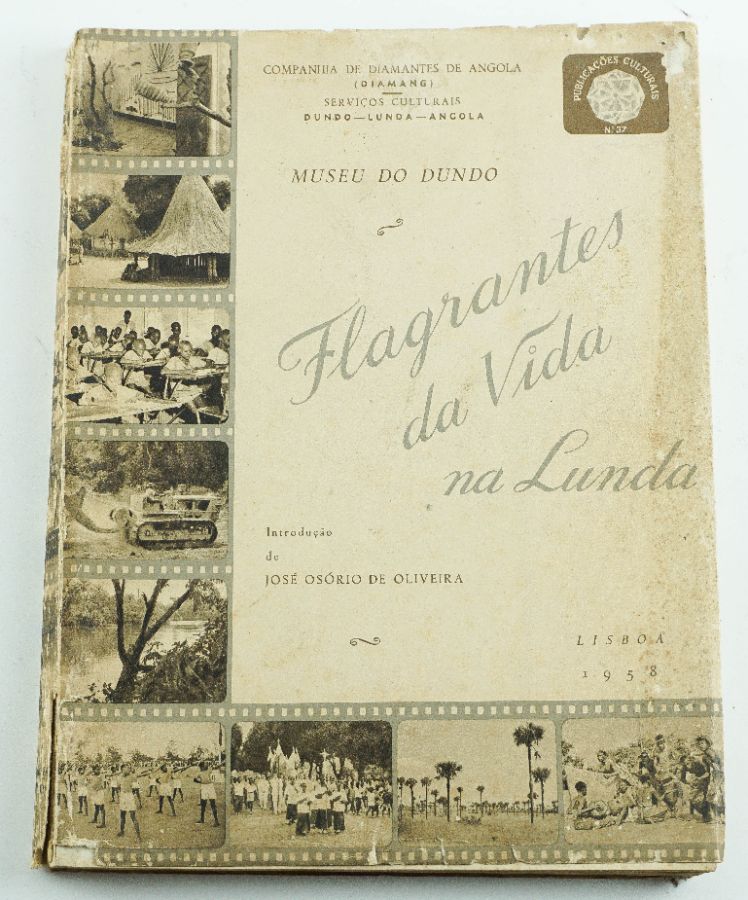 COMPANHIA DE DIAMANTES DE ANGOLA
(DIAMANG)
SERVIÇOS CULTURAIS
DUNDO—LUNDA—ANGOLA
PUBLICAÇÕES CULTURAIS
Nº 37
MUSEU DO DUNDO
Flagrantes
da Vida
na Lunda
Introdução
de
JOSÉ OSÓRIO DE OLIVEIRA
LISBOA
1958